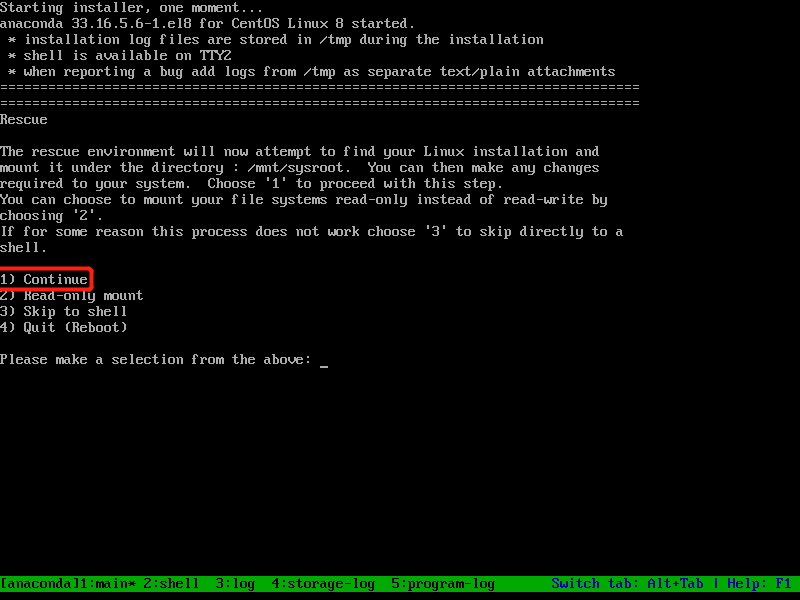 Starting installer, one moment...
anaconda 33.16.5.6-1.el8 for CentOS Linux 8 started.
 * installation log files are stored in /tmp during the installation
 * shell is available on TTY2
 * when reporting a bug add logs from /tmp as separate text/plain attachments
================================================================================
================================================================================
Rescue
The rescue environment will now attempt to find your Linux installation and
mount it under the directory : /mnt/sysroot.  You can then make any changes
required to your system.  Choose '1' to proceed with this step.
You can choose to mount your file systems read-only instead of read-write by
choosing '2'.
If for some reason this process does not work choose '3' to skip directly to a
shell.
1) Continue
2) Read-only mount
3) Skip to shell
4) Quit (Reboot)
Please make a selection from the above: _
[anaconda]1:main* 2:shell  3:log  4:storage-log  5:program-log       Switch tab: Alt+Tab | Help: F1